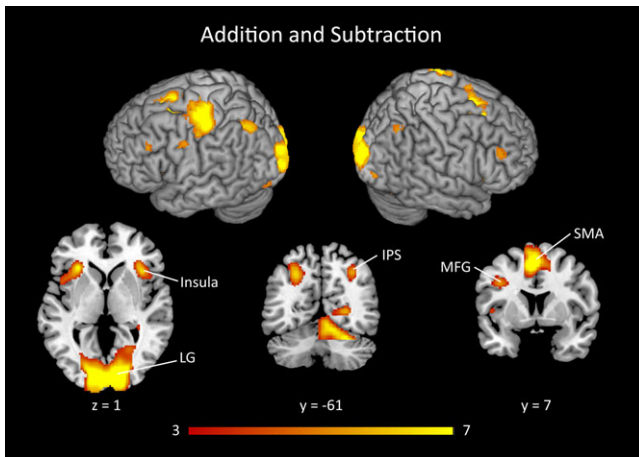 Addition and Subtraction
SMA
IPS
MFG
Insula
LG
z = 1
y = -61
y = 7
3
7